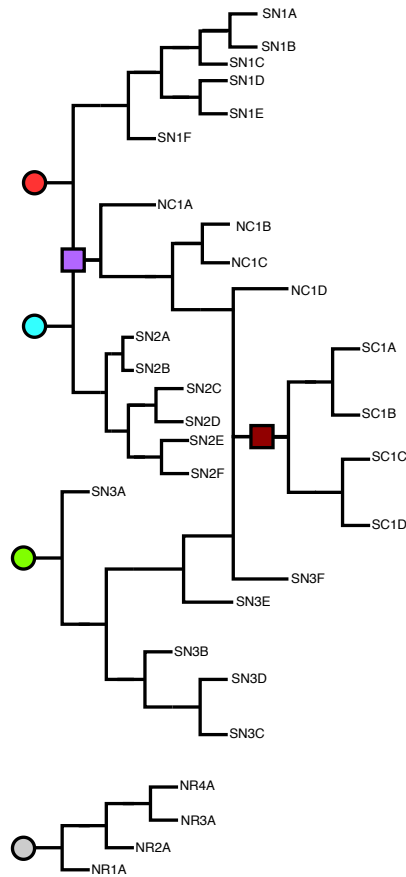 SN1A
SN1B
SN1C
SN1D
SN1E
SN1F
NC1A
NC1B
NC1C
NC1D
SN2A
SN2B
SN2C
SN2D
SN2E
SN2F
SC1A
SC1B
SC1C
SC1D
SN3A
SN3F
SN3E
SN3B
SN3D
SN3C
NR4A
NR3A
NR2A
NR1A